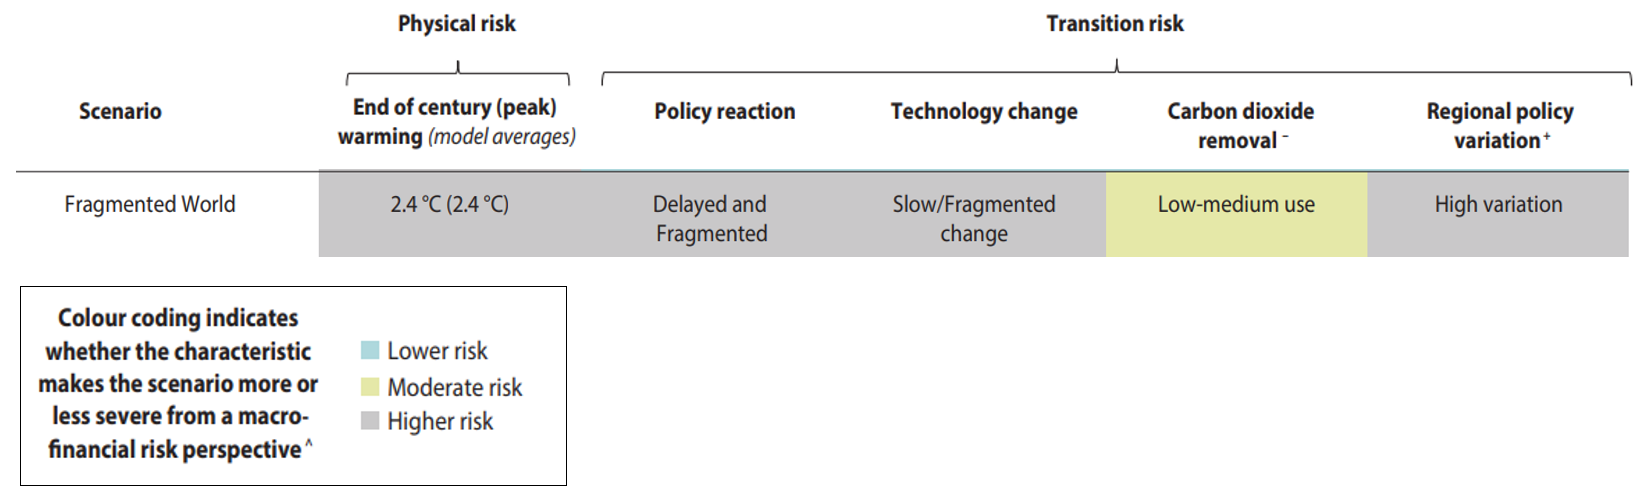 Physical risk
Transition risk
Scenario
End of century (peak)
warming (model averages)
Policy reaction
Technology change
Carbon dioxide
removal –
Regional policy
variation +
Fragmented World
2.4 °C (2.4 °C)
Delayed and
Fragmented
Slow/Fragmented
change
Low-medium use
High variation
Colour coding indicates
whether the characteristic
makes the scenario more or
less severe from a macro-
financial risk perspective ^
Lower risk
Moderate risk
Higher risk